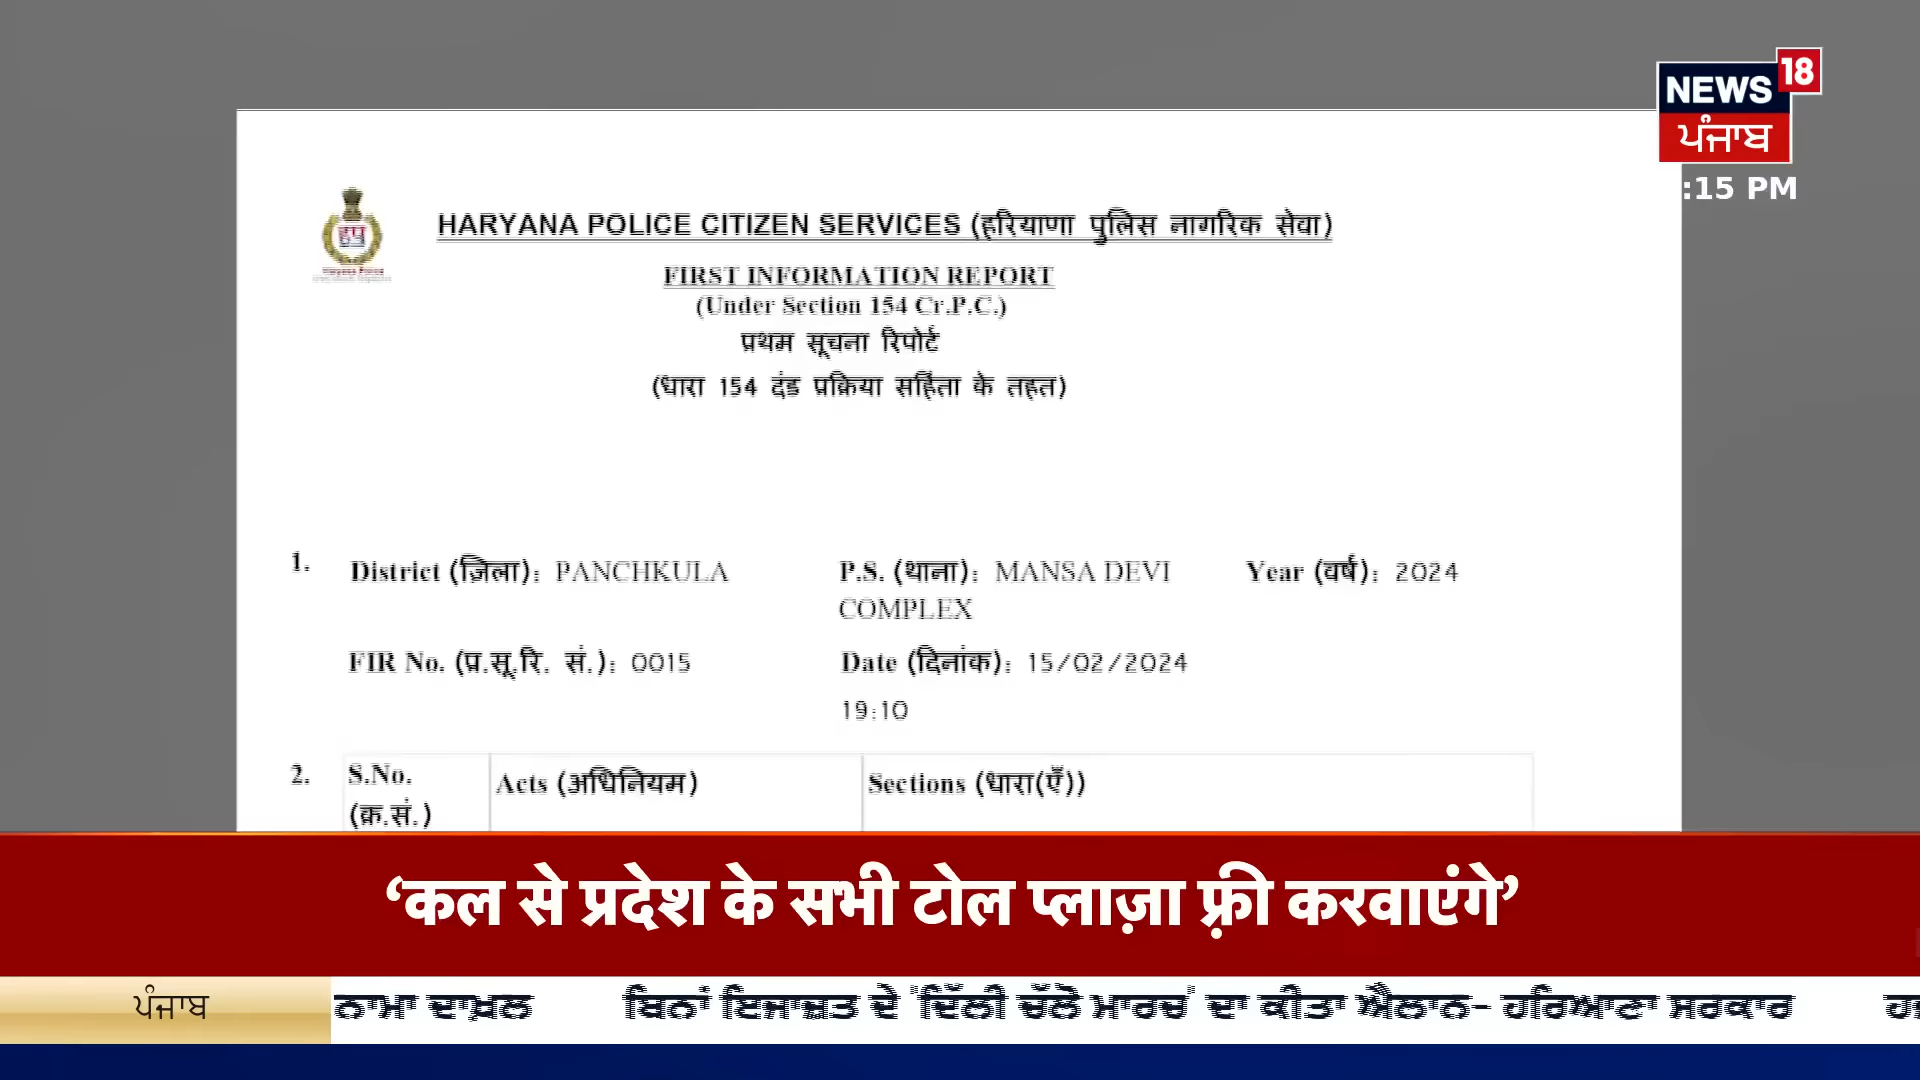 NEWS 18
ਪੰਜਾਬ
:15 PM
HARYANA POLICE CITIZEN SERVICES (हरियाणा पुलिस नागरिक सेवा)
FIRST INFORMATION REPORT
(Under Section 154 Cr.P.C.)
प्रथम सूचना रिपोर्ट
(धारा 154 दंड प्रक्रिया सहिंता के तहत)
1. District (ज़िला): PANCHKULA P.S. (थाना): MANSA DEVI Year (वर्ष): 2024
COMPLEX
FIR No. (प्र.सू.रि. सं.): 0015 Date (दिनांक): 15/02/2024
19:10
2. S.No. Acts (अधिनियम) Sections (धारा(एँ))
(क्र.सं.)
‘कल से प्रदेश के सभी टोल प्लाज़ा फ़्री करवाएंगे’
ਪੰਜਾਬ ਨਾਮਾ ਦਾਖ਼ਲ ਬਿਨਾਂ ਇਜਾਜ਼ਤ ਦੇ "ਦਿੱਲੀ ਚੱਲੋ ਮਾਰਚ" ਦਾ ਕੀਤਾ ਐਲਾਨ- ਹਰਿਆਣਾ ਸਰਕਾਰ